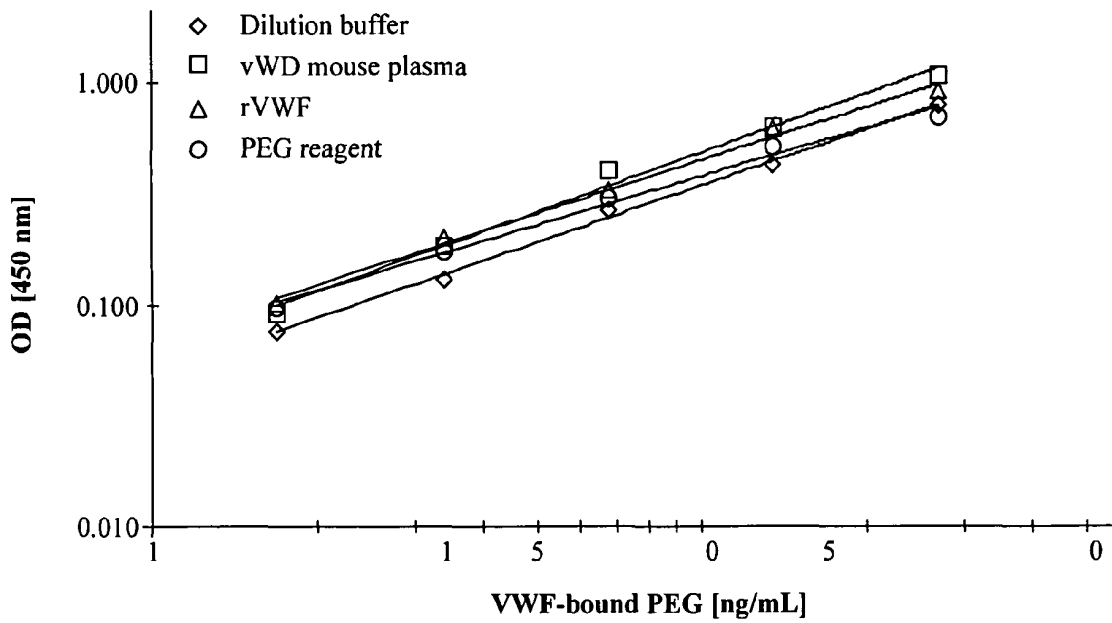 Dilution buffer
vWD mouse plasma
rVWF
PEG reagent
1.000
0.100
0.010
OD [450 nm]
1 1 5 0 5 0
VWF-bound PEG [ng/mL]